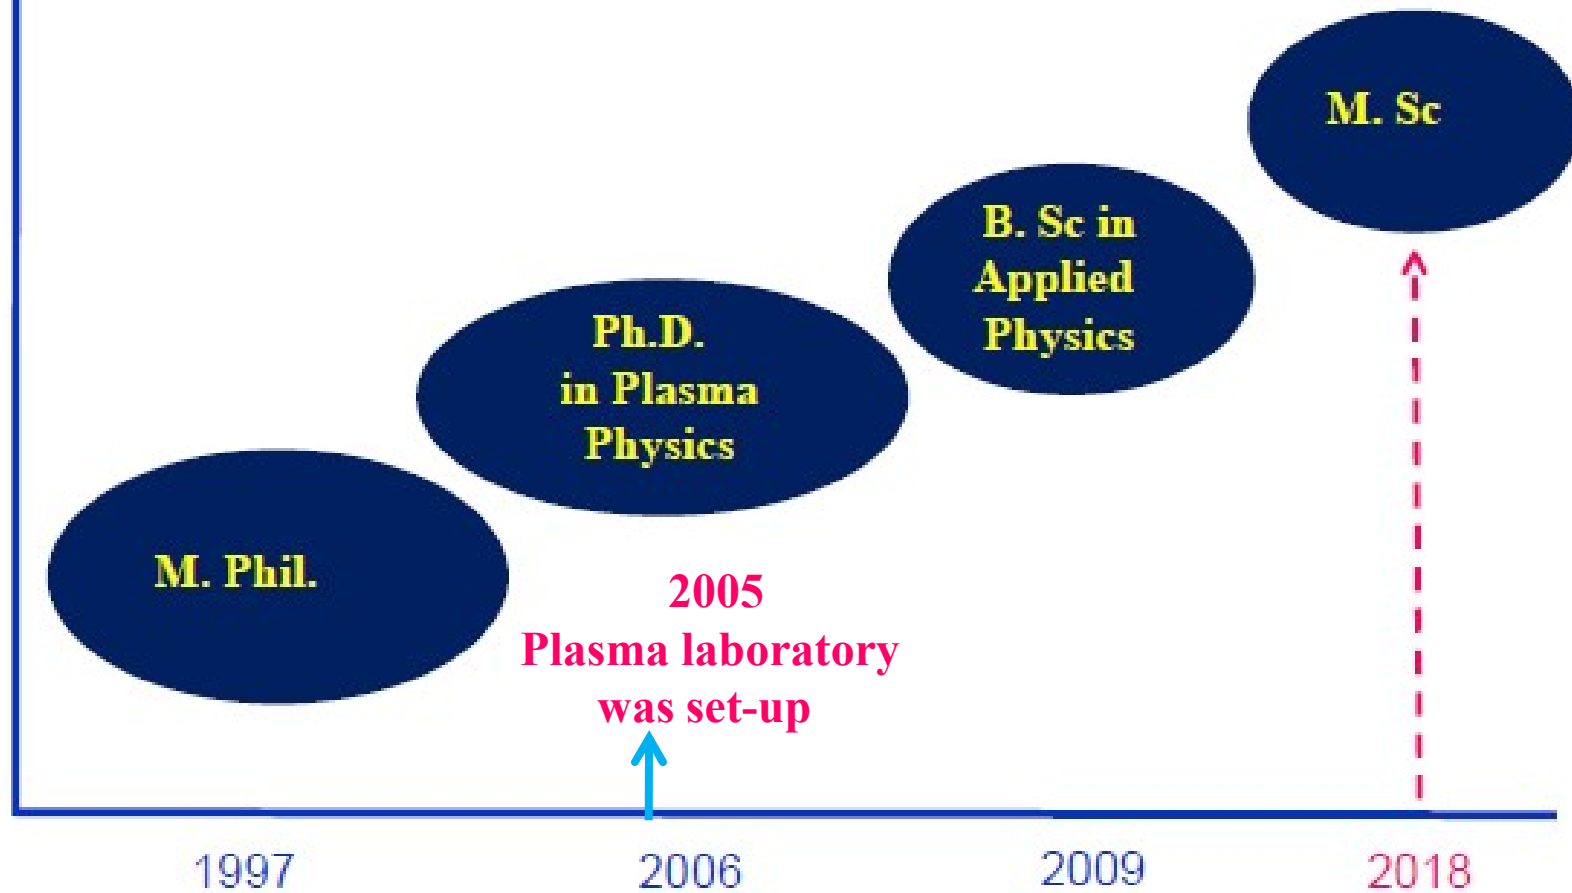 M. Sc
B. Sc in
Applied
Physics
Ph.D.
in Plasma
Physics
M. Phil.
2005
Plasma laboratory
was set-up
1997
2006
2009
2018